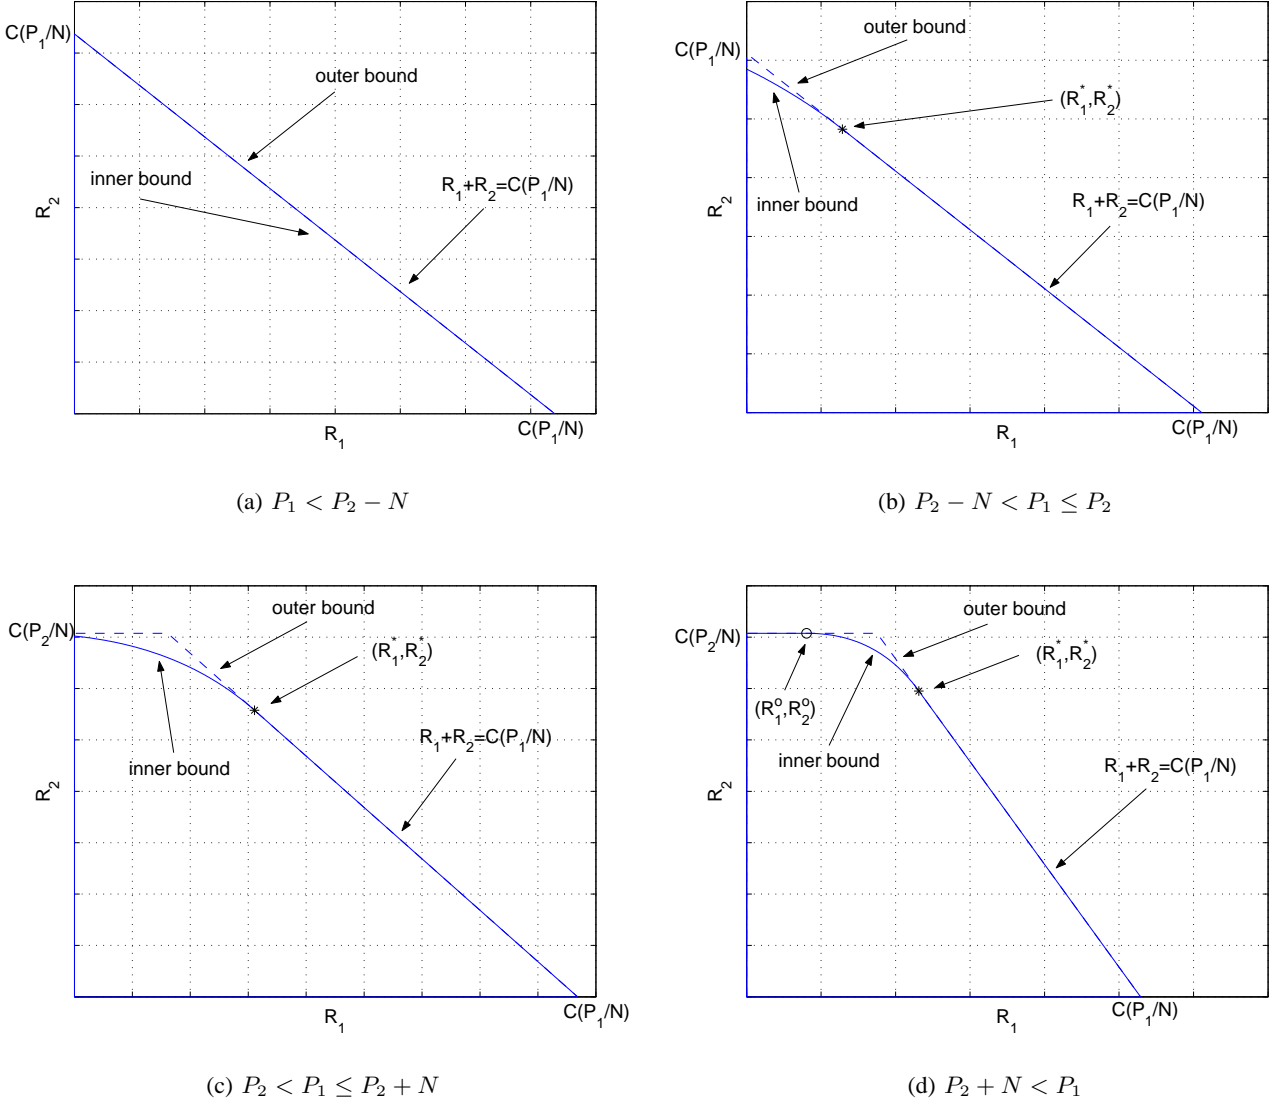 C(P₁/N)
outer bound
inner bound
R₁+R₂=C(P₁/N)
R₂
R₁
C(P₁/N)
(a) P₁ < P₂ − N
outer bound
C(P₁/N)
(R₁*,R₂*)
inner bound
R₁+R₂=C(P₁/N)
R₂
R₁
C(P₁/N)
(b) P₂ − N < P₁ ≤ P₂
outer bound
C(P₂/N)
(R₁*,R₂*)
R₁+R₂=C(P₁/N)
inner bound
R₂
R₁
C(P₁/N)
(c) P₂ < P₁ ≤ P₂ + N
outer bound
C(P₂/N)
(R₁*,R₂*)
(R₁ᵒ,R₂ᵒ)
inner bound
R₁+R₂=C(P₁/N)
R₂
R₁
C(P₁/N)
(d) P₂ + N < P₁